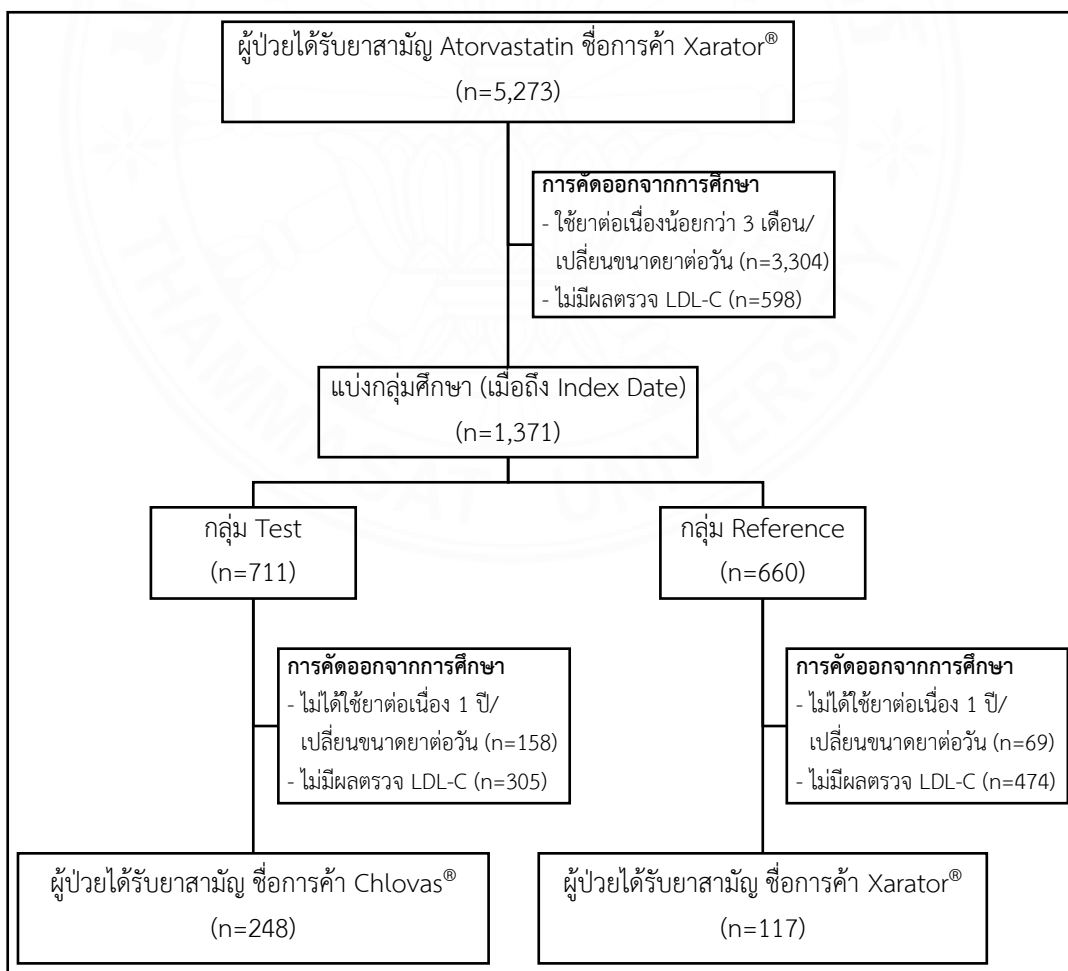 ผู้ป่วยได้รับยาสามัญ Atorvastatin ชื่อการค้า Xarator®
(n=5,273)
การคัดออกจากการศึกษา
- ใช้ยาต่อเนื่องน้อยกว่า 3 เดือน/
เปลี่ยนขนาดยาต่อวัน (n=3,304)
- ไม่มีผลตรวจ LDL-C (n=598)
แบ่งกลุ่มศึกษา (เมื่อถึง Index Date)
(n=1,371)
กลุ่ม Test
(n=711)
กลุ่ม Reference
(n=660)
การคัดออกจากการศึกษา
- ไม่ได้ใช้ยาต่อเนื่อง 1 ปี/
เปลี่ยนขนาดยาต่อวัน (n=158)
- ไม่มีผลตรวจ LDL-C (n=305)
การคัดออกจากการศึกษา
- ไม่ได้ใช้ยาต่อเนื่อง 1 ปี/
เปลี่ยนขนาดยาต่อวัน (n=69)
- ไม่มีผลตรวจ LDL-C (n=474)
ผู้ป่วยได้รับยาสามัญ ชื่อการค้า Chlovas®
(n=248)
ผู้ป่วยได้รับยาสามัญ ชื่อการค้า Xarator®
(n=117)
THAMMASAT UNIVERSITY